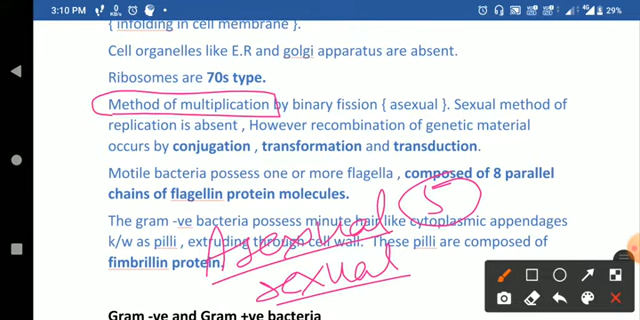 3:10 PM 0 KB/s 4G 29%
{ infolding in cell membrane }
Cell organelles like E.R and golgi apparatus are absent.
Ribosomes are 70s type.
Method of multiplication by binary fission { asexual }. Sexual method of
replication is absent , However recombination of genetic material
occurs by conjugation , transformation and transduction.
Motile bacteria possess one or more flagella , composed of 8 parallel
chains of flagellin protein molecules.
5
The gram -ve bacteria possess minute hair like cytoplasmic appendages
k/w as pilli , extruding through cell wall. These pilli are composed of
fimbrillin protein.
Asexual
sexual
Gram -ve and Gram +ve bacteria